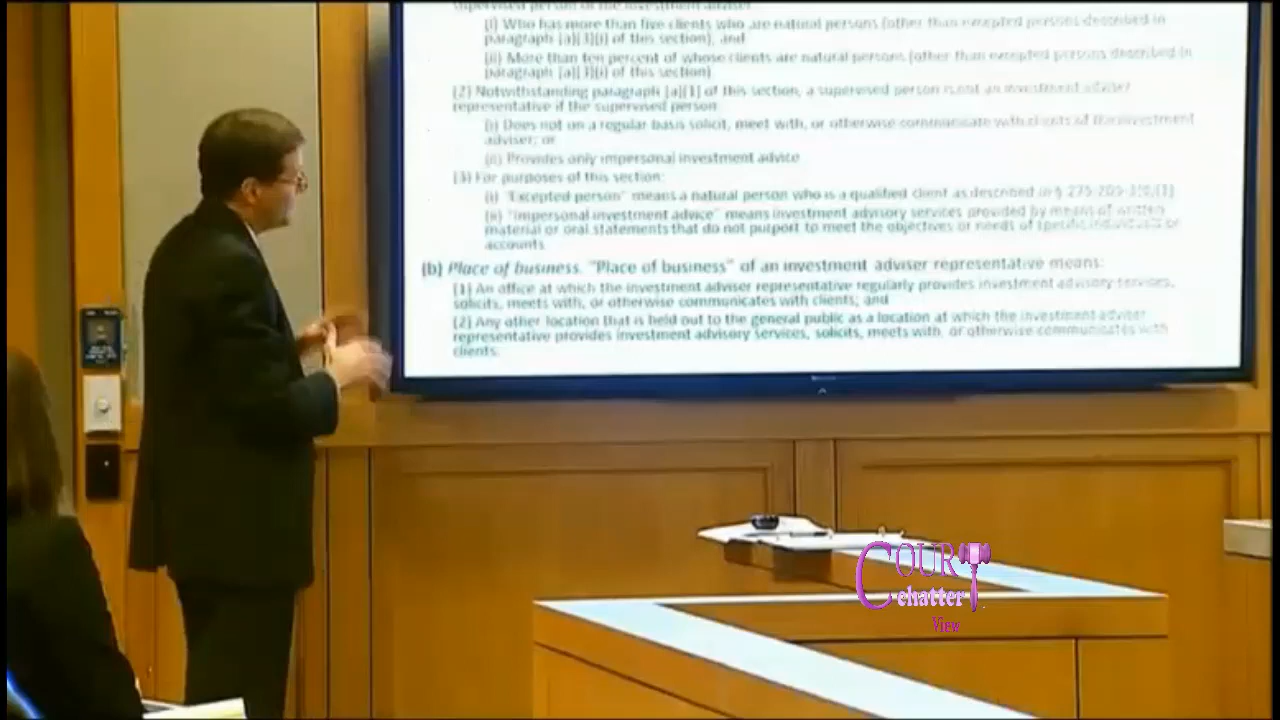 supervised person of the investment adviser:
(i) Who has more than five clients who are natural persons (other than excepted persons described in
paragraph (a)(3)(i) of this section), and
(ii) More than ten percent of whose clients are natural persons (other than excepted persons described in
paragraph (a)(3)(i) of this section)
(2) Notwithstanding paragraph (a)(1) of this section, a supervised person is not an investment adviser
representative if the supervised person
(i) Does not on a regular basis solicit, meet with, or otherwise communicate with clients of the investment
adviser; or
(ii) Provides only impersonal investment advice
(3) For purposes of this section:
(i) "Excepted person" means a natural person who is a qualified client as described in §
(ii) "Impersonal investment advice" means investment advisory services provided by means of written
material or oral statements that do not purport to meet the objectives or needs of specific individuals or
accounts
(b) Place of business. "Place of business" of an investment adviser representative means:
(1) An office at which the investment adviser representative regularly provides investment advisory services,
solicits, meets with, or otherwise communicates with clients; and
(2) Any other location that is held out to the general public as a location at which the investment adviser
representative provides investment advisory services, solicits, meets with, or otherwise communicates with
clients.
COURT
chatter
View